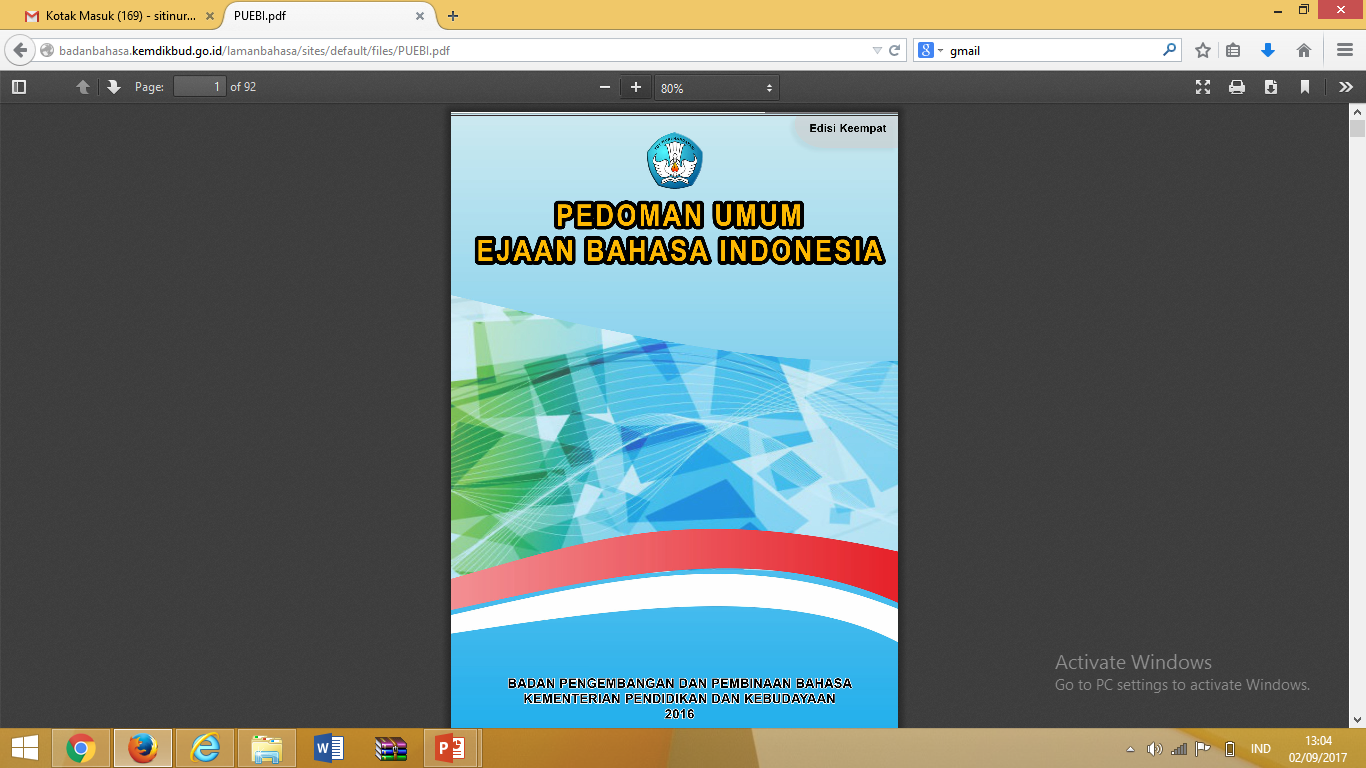 Kotak Masuk (169) - sitinur...
PUEBI.pdf
badanbahasa.kemdikbud.go.id/lamanbahasa/sites/default/files/PUEBI.pdf
gmail
Page: 1 of 92
80%
Edisi Keempat
PEDOMAN UMUM
EJAAN BAHASA INDONESIA
BADAN PENGEMBANGAN DAN PEMBINAAN BAHASA
KEMENTERIAN PENDIDIKAN DAN KEBUDAYAAN
2016
Activate Windows
Go to PC settings to activate Windows.
IND
13:04
02/09/2017